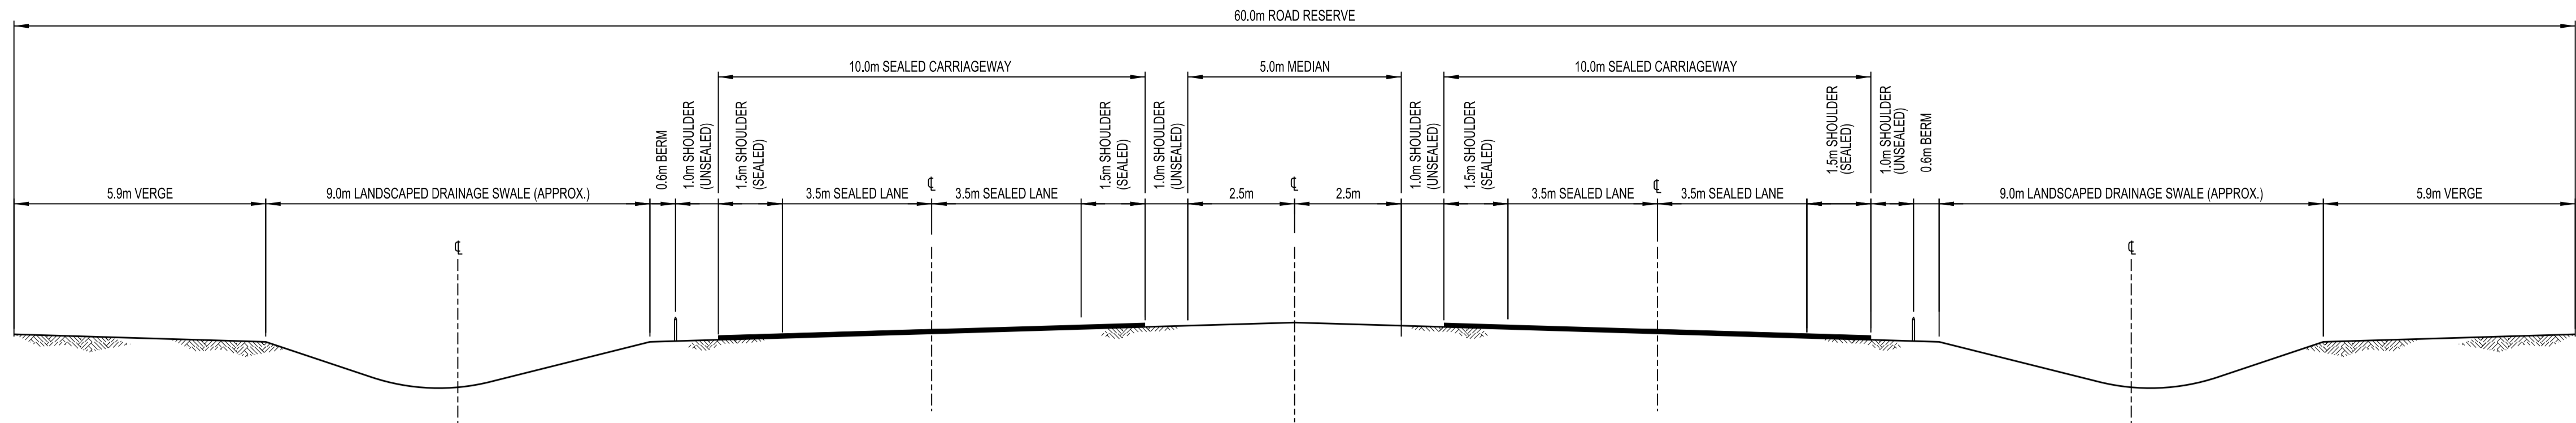 60.0m ROAD RESERVE
10.0m SEALED CARRIAGEWAY
5.0m MEDIAN
10.0m SEALED CARRIAGEWAY
0.6m BERM
1.0m SHOULDER
(UNSEALED)
1.5m SHOULDER
(SEALED)
1.5m SHOULDER
(SEALED)
1.0m SHOULDER
(UNSEALED)
1.0m SHOULDER
(UNSEALED)
1.5m SHOULDER
(SEALED)
1.5m SHOULDER
(SEALED)
1.0m SHOULDER
(UNSEALED)
0.6m BERM
5.9m VERGE
9.0m LANDSCAPED DRAINAGE SWALE (APPROX.)
3.5m SEALED LANE
℄
3.5m SEALED LANE
2.5m
℄
2.5m
3.5m SEALED LANE
℄
3.5m SEALED LANE
9.0m LANDSCAPED DRAINAGE SWALE (APPROX.)
5.9m VERGE
℄
℄